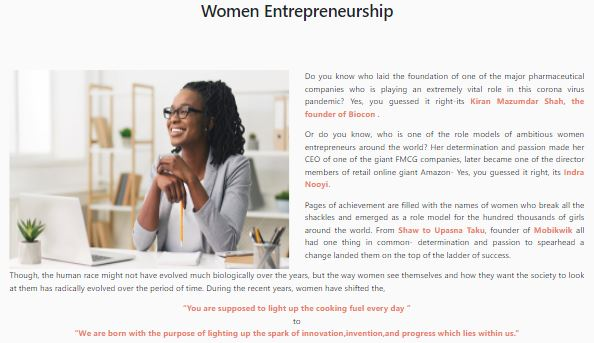 Women Entrepreneurship
Do you know who laid the foundation of one of the major pharmaceutical
companies who is playing an extremely vital role in this corona virus
pandemic? Yes, you guessed it right-its Kiran Mazumdar Shah, the
founder of Biocon .
Or do you know, who is one of the role models of ambitious women
entrepreneurs around the world? Her determination and passion made her
CEO of one of the giant FMCG companies, later became one of the director
members of retail online giant Amazon- Yes, you guessed it right, its Indra
Nooyi.
Pages of achievement are filled with the names of women who break all the
shackles and emerged as a role model for the hundred thousands of girls
around the world. From Shaw to Upasna Taku, founder of Mobikwik all
had one thing in common- determination and passion to spearhead a
change landed them on the top of the ladder of success.
Though, the human race might not have evolved much biologically over the years, but the way women see themselves and how they want the society to look
at them has radically evolved over the period of time. During the recent years, women have shifted the,
"You are supposed to light up the cooking fuel every day "
to
"We are born with the purpose of lighting up the spark of innovation,invention,and progress which lies within us."